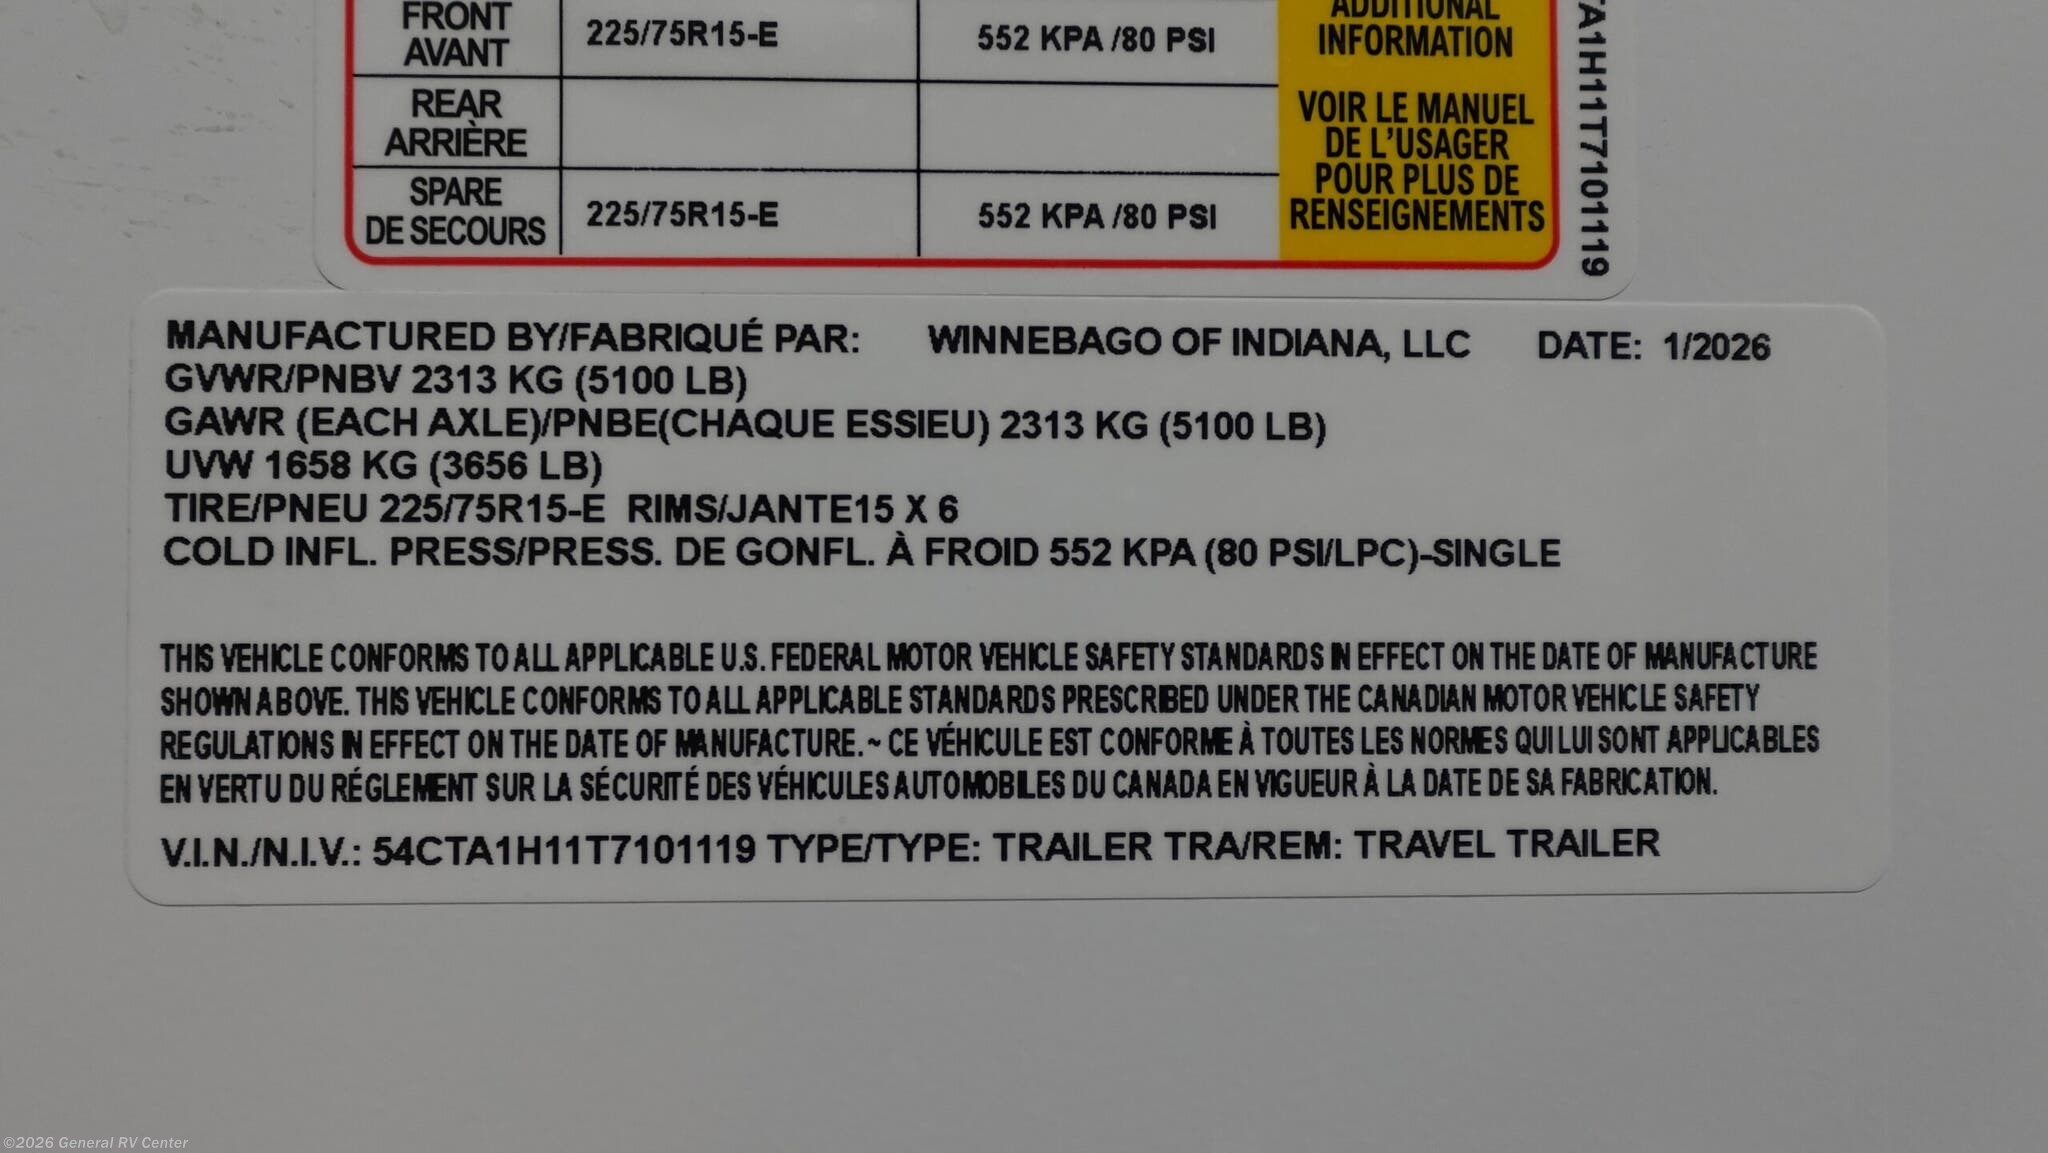 FRONT
AVANT
225/75R15-E
552 KPA /80 PSI
REAR
ARRIÈRE
SPARE
DE SECOURS
225/75R15-E
552 KPA /80 PSI
ADDITIONAL
INFORMATION
VOIR LE MANUEL
DE L'USAGER
POUR PLUS DE
RENSEIGNEMENTS
TA1H11T7101119
MANUFACTURED BY/FABRIQUÉ PAR: WINNEBAGO OF INDIANA, LLC DATE: 1/2026
GVWR/PNBV 2313 KG (5100 LB)
GAWR (EACH AXLE)/PNBE(CHAQUE ESSIEU) 2313 KG (5100 LB)
UVW 1658 KG (3656 LB)
TIRE/PNEU 225/75R15-E RIMS/JANTE15 X 6
COLD INFL. PRESS/PRESS. DE GONFL. À FROID 552 KPA (80 PSI/LPC)-SINGLE
THIS VEHICLE CONFORMS TO ALL APPLICABLE U.S. FEDERAL MOTOR VEHICLE SAFETY STANDARDS IN EFFECT ON THE DATE OF MANUFACTURE
SHOWN ABOVE. THIS VEHICLE CONFORMS TO ALL APPLICABLE STANDARDS PRESCRIBED UNDER THE CANADIAN MOTOR VEHICLE SAFETY
REGULATIONS IN EFFECT ON THE DATE OF MANUFACTURE. ~ CE VÉHICULE EST CONFORME À TOUTES LES NORMES QUI LUI SONT APPLICABLES
EN VERTU DU RÉGLEMENT SUR LA SÉCURITÉ DES VÉHICULES AUTOMOBILES DU CANADA EN VIGUEUR À LA DATE DE SA FABRICATION.
V.I.N./N.I.V.: 54CTA1H11T7101119 TYPE/TYPE: TRAILER TRA/REM: TRAVEL TRAILER
©2026 General RV Center